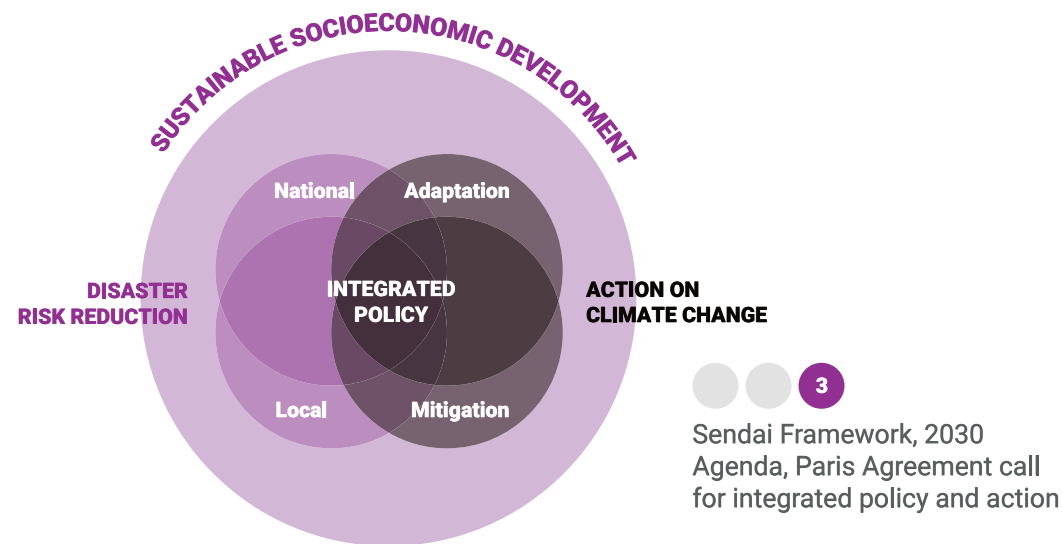 SUSTAINABLE SOCIOECONOMIC DEVELOPMENT
National
Adaptation
DISASTER
RISK REDUCTION
INTEGRATED
POLICY
ACTION ON
CLIMATE CHANGE
Local
Mitigation
3
Sendai Framework, 2030
Agenda, Paris Agreement call
for integrated policy and action